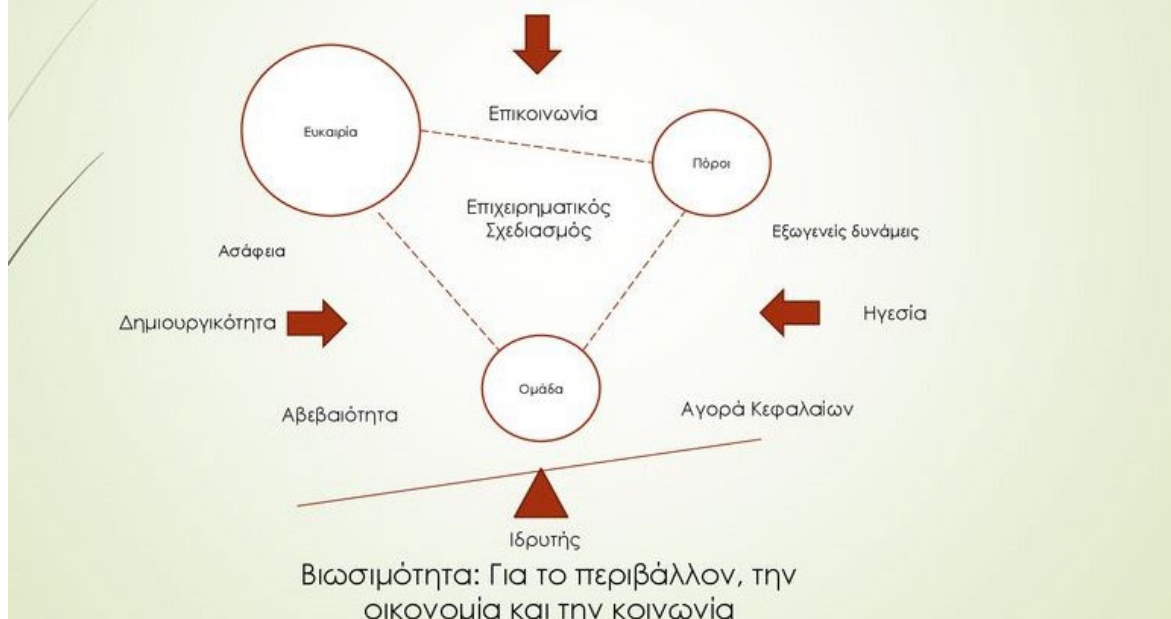 Επικοινωνία
Ευκαιρία
Πόροι
Επιχειρηματικός
Σχεδιασμός
Εξωγενείς δυνάμεις
Ασάφεια
Δημιουργικότητα
Ηγεσία
Ομάδα
Αβεβαιότητα
Αγορά Κεφαλαίων
Ιδρυτής
Βιωσιμότητα: Για το περιβάλλον, την
οικονομία και την κοινωνία